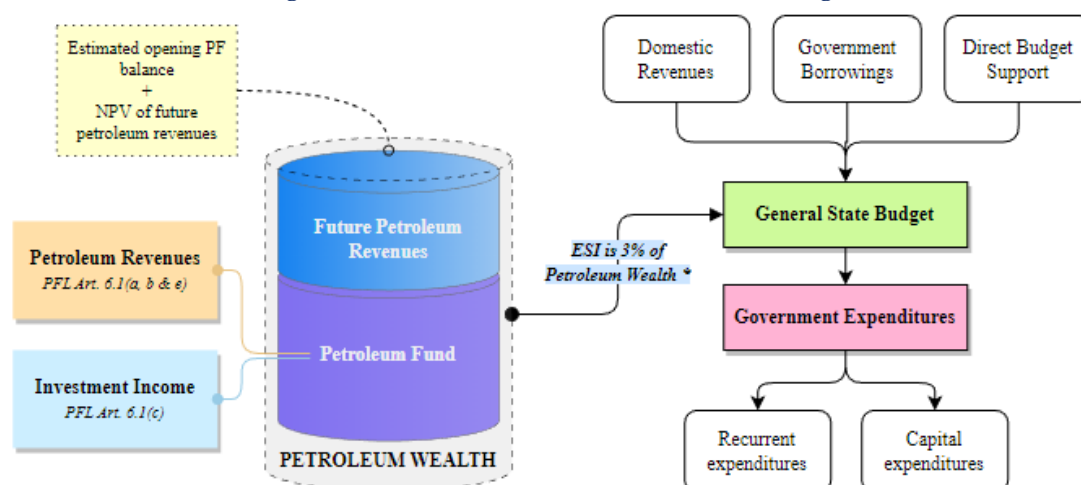 Estimated opening PF
balance
+
NPV of future
petroleum revenues
Domestic
Revenues
Government
Borrowings
Direct Budget
Support
Future Petroleum
Revenues
Petroleum Fund
PETROLEUM WEALTH
Petroleum Revenues
PFL Art. 6.1(a, b & e)
Investment Income
PFL Art. 6.1(c)
ESI is 3% of
Petroleum Wealth *
General State Budget
Government Expenditures
Recurrent
expenditures
Capital
expenditures